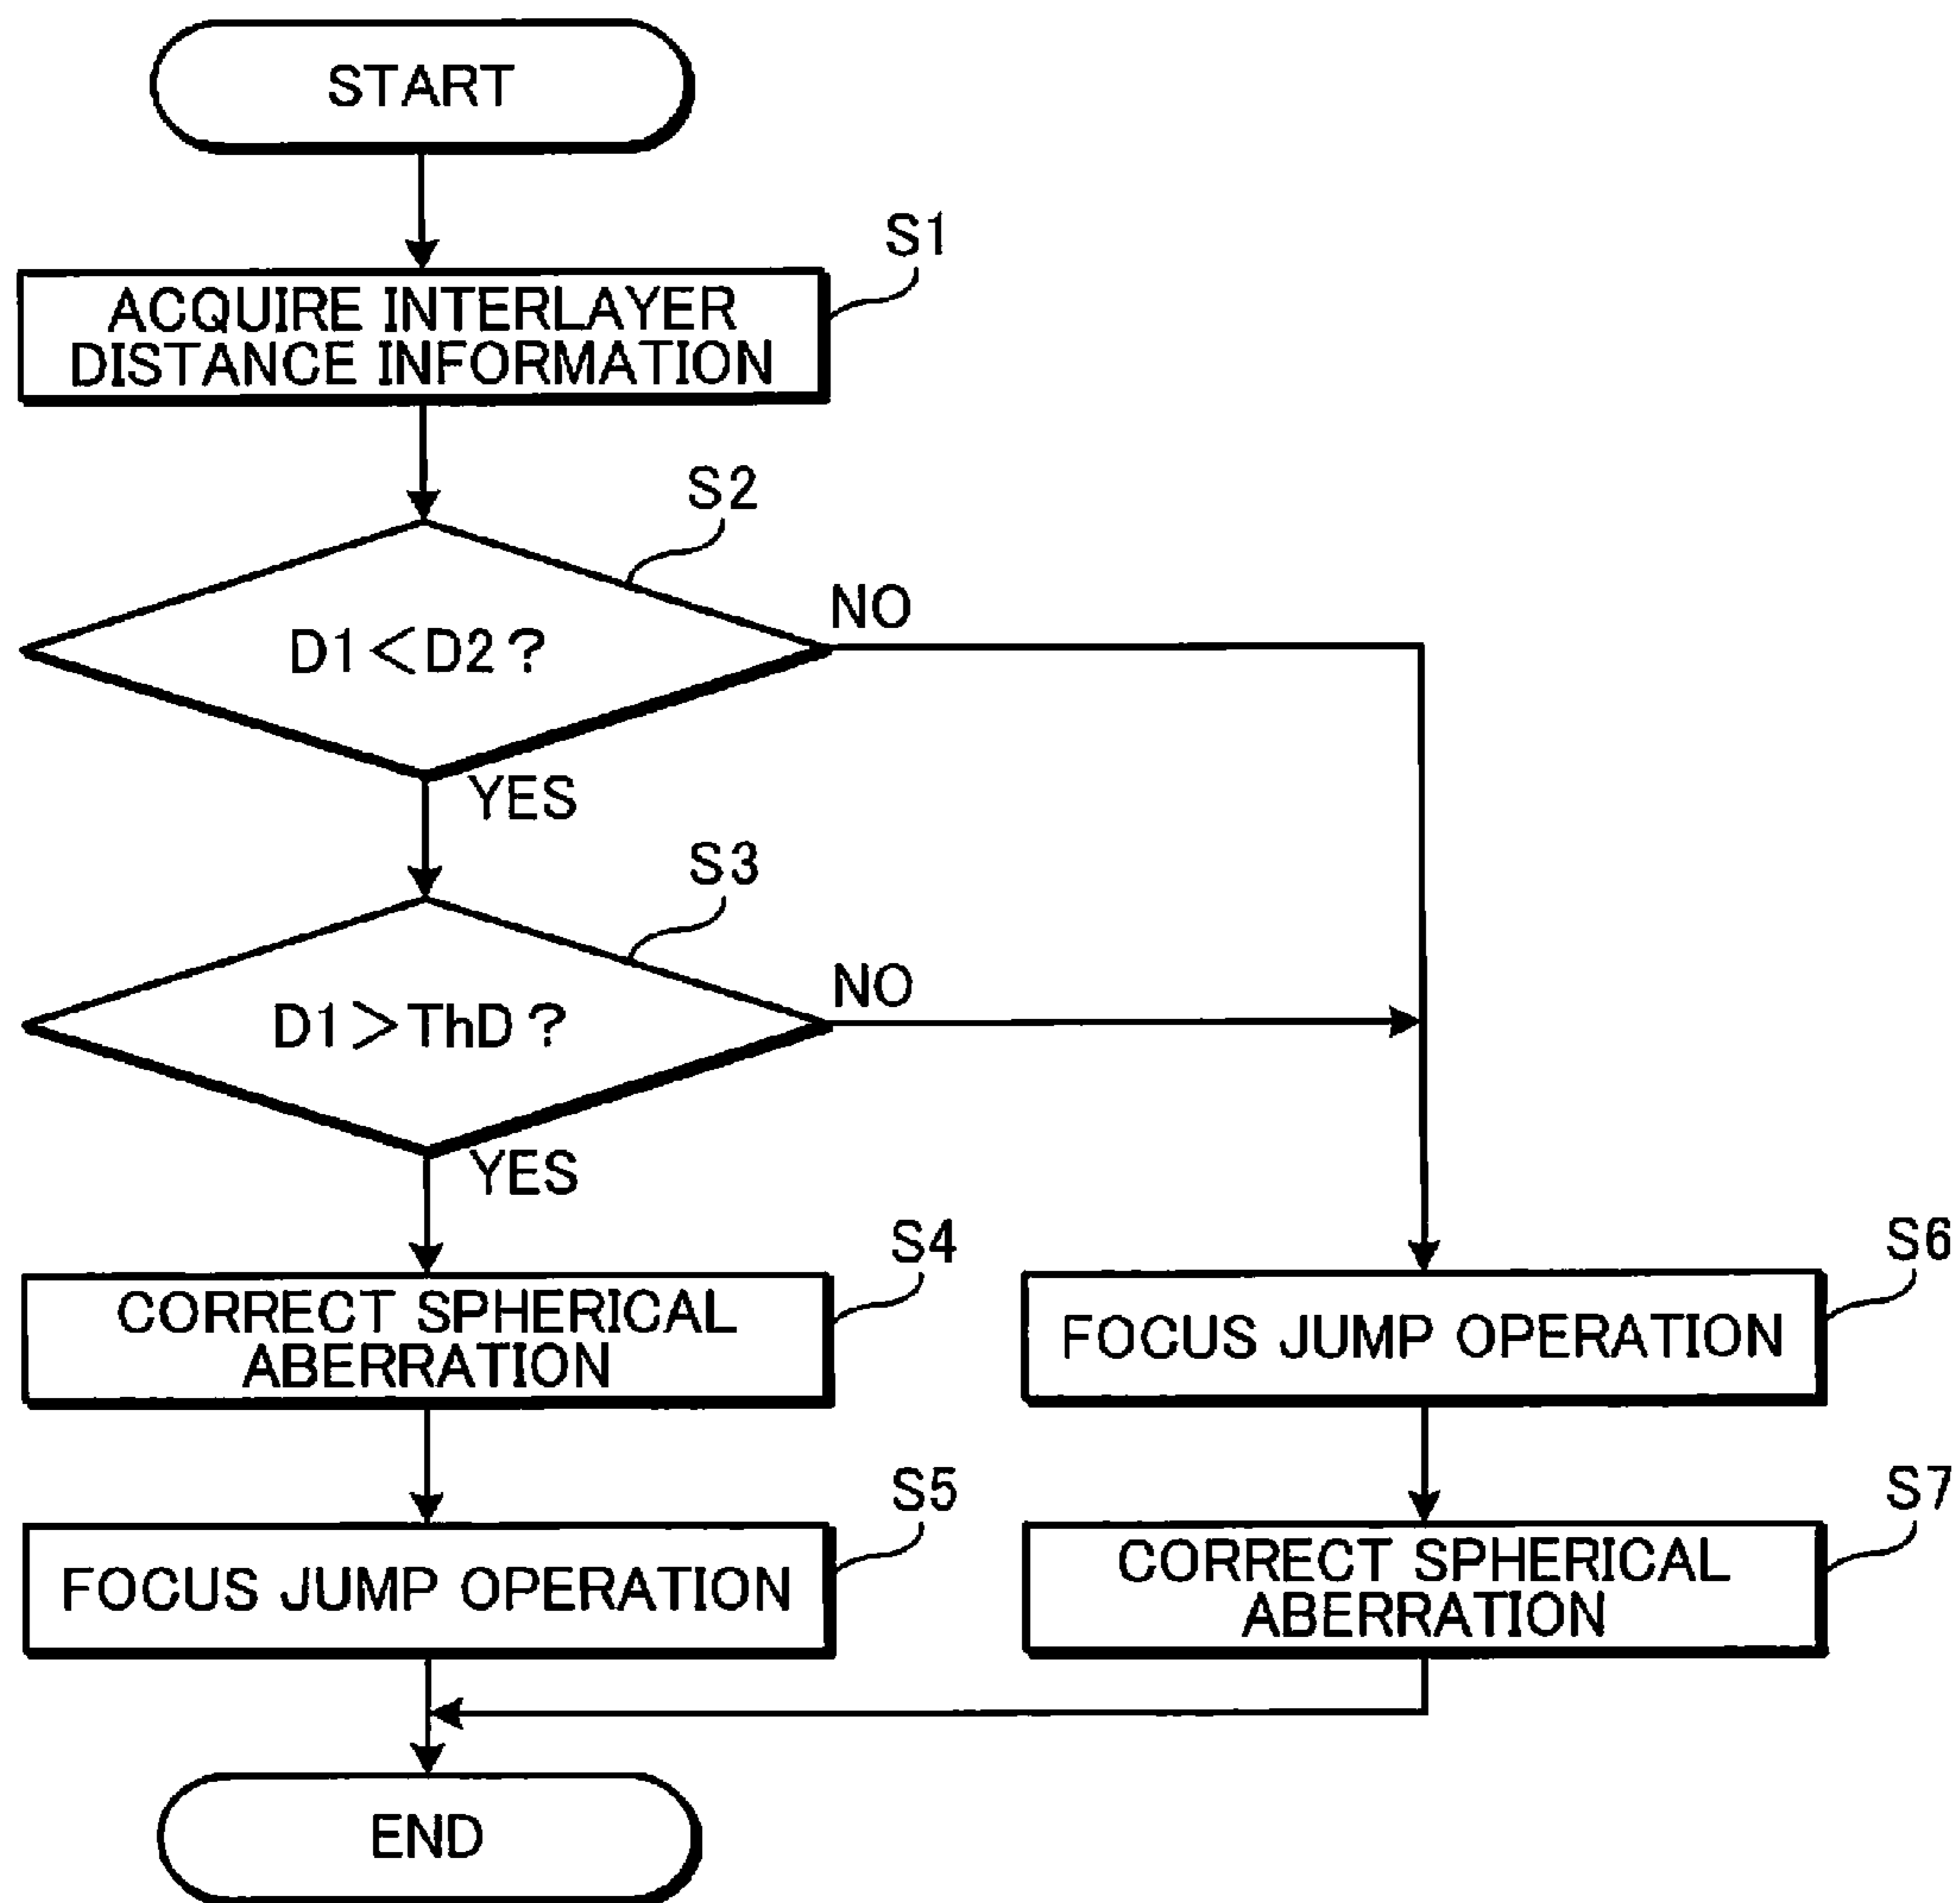 START
S1
ACQUIRE INTERLAYER
DISTANCE INFORMATION
S2
D1<D2?
NO
YES
S3
D1>ThD?
NO
YES
S4
CORRECT SPHERICAL
ABERRATION
S6
FOCUS JUMP OPERATION
S5
FOCUS JUMP OPERATION
S7
CORRECT SPHERICAL
ABERRATION
END